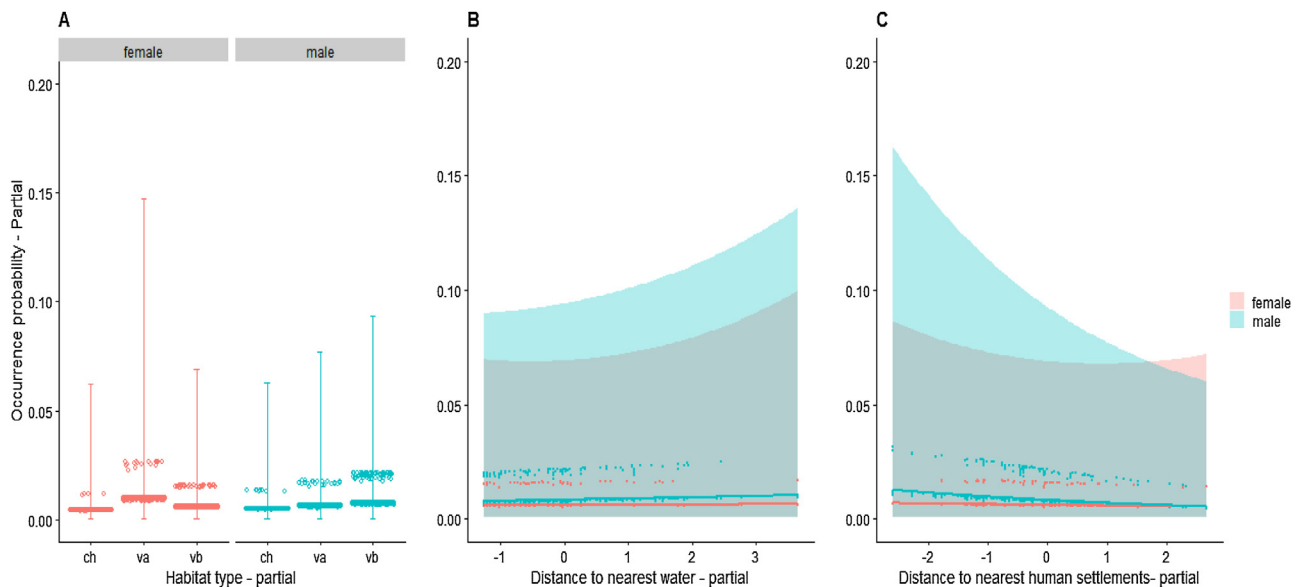 A
B
C
female
male
0.20
0.15
0.10
0.05
0.00
ch
va
vb
ch
va
vb
Habitat type - partial
Occurrence probability - Partial
0.20
0.15
0.10
0.05
0.00
-1
0
1
2
3
Distance to nearest water - partial
0.20
0.15
0.10
0.05
0.00
-2
-1
0
1
2
Distance to nearest human settlements- partial
female
male